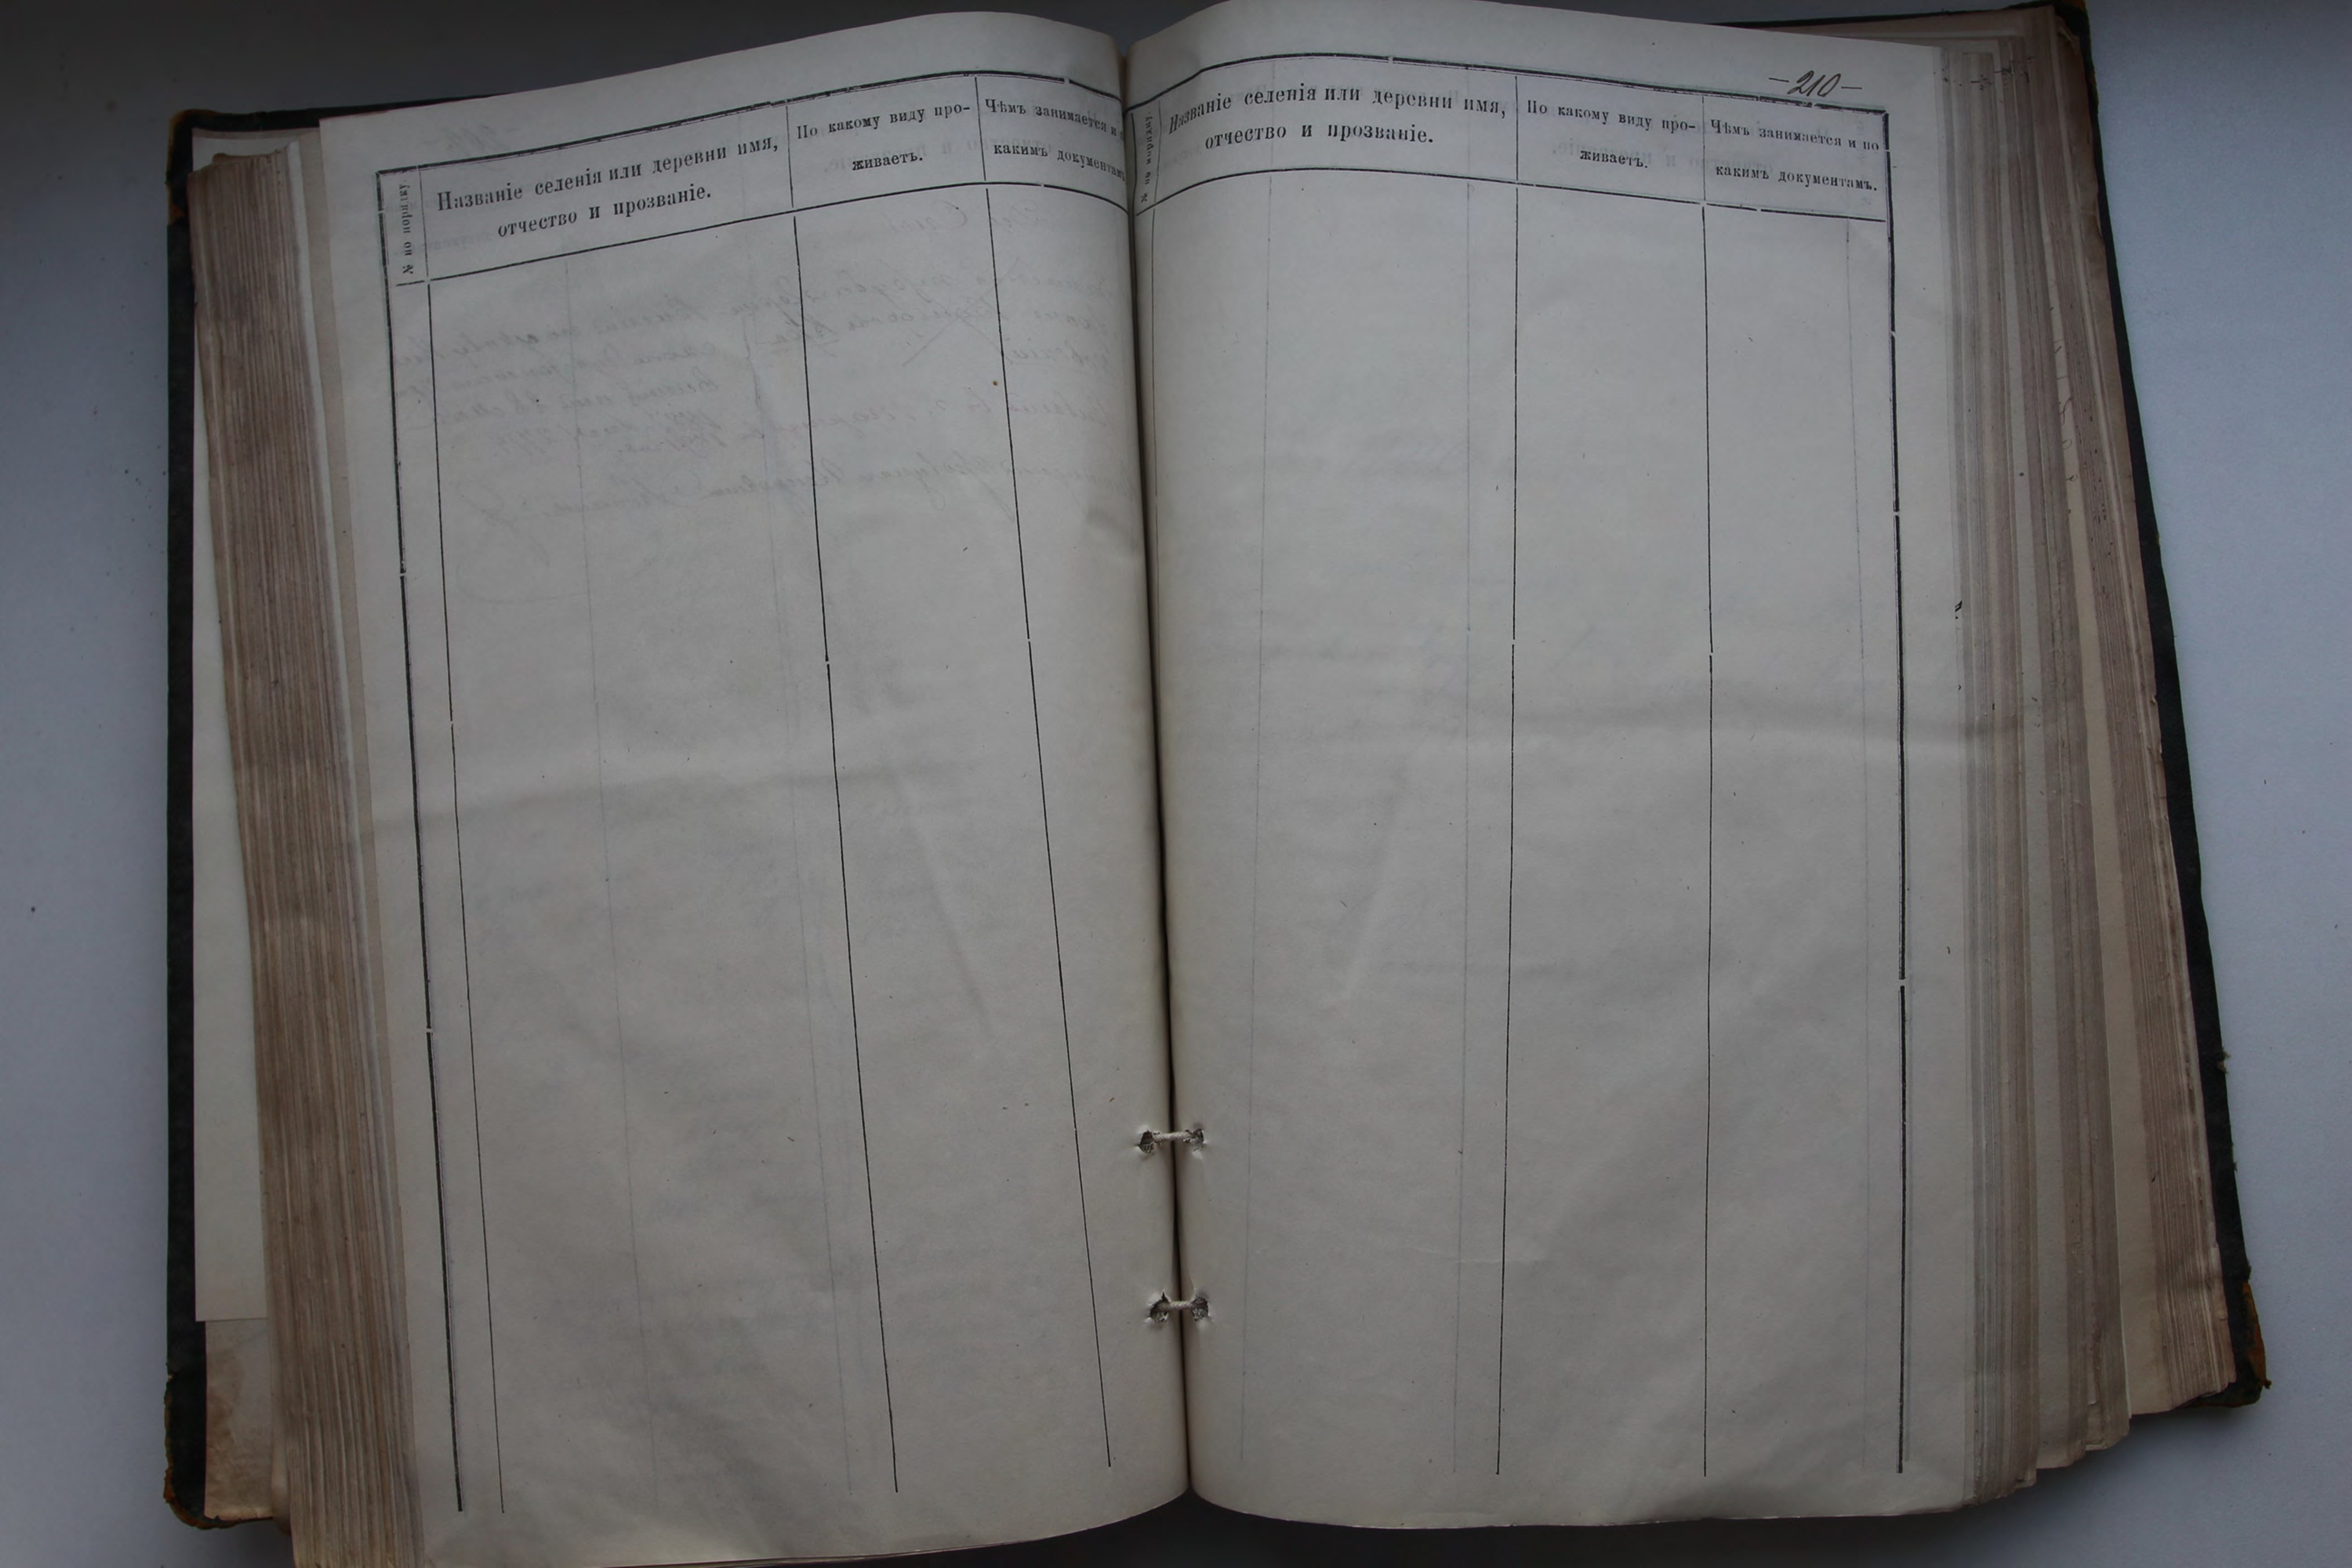 № по порядку.
Названіе селенія или деревни имя,
отчество и прозваніе.
По какому виду про-
живаетъ.
Чѣмъ занимается и
какимъ документамъ
-210-
№ по порядку.
Названіе селенія или деревни имя,
отчество и прозваніе.
По какому виду про-
живаетъ.
Чѣмъ занимается и по
какимъ документамъ.